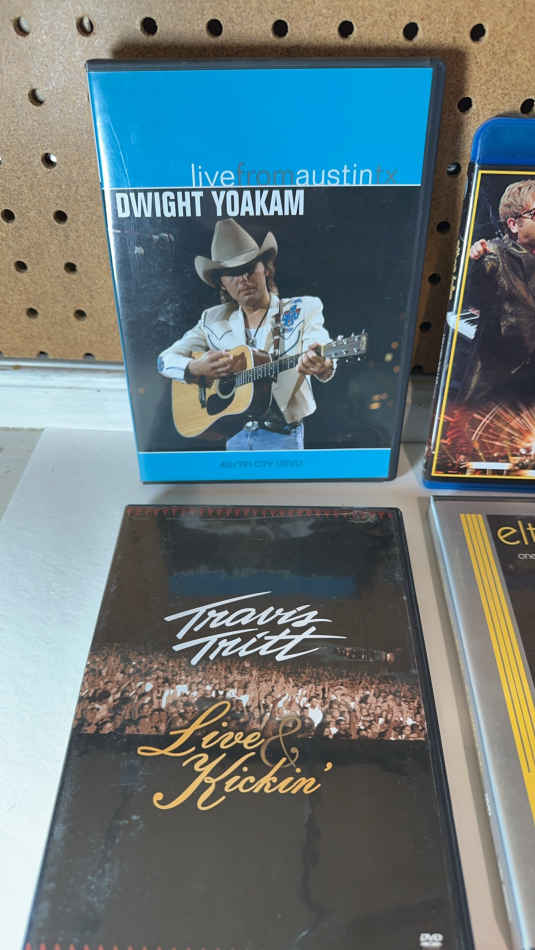 livefromaustintx
DWIGHT YOAKAM
AUSTIN CITY LIMITS
Travis
Tritt
Live &
Kickin'
DVD
elt
one